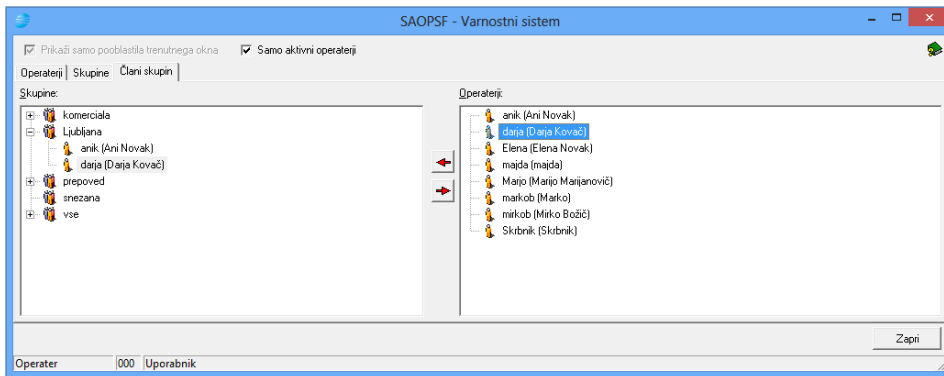 SAOPSF - Varnostni sistem
Prikaži samo pooblastila trenutnega okna
Samo aktivni operaterji
Operaterji
Skupine
Člani skupin
Skupine:
komerciala
Ljubljana
anik (Ani Novak)
darja (Darja Kovač)
prepoved
snezana
vse
Operaterji:
anik (Ani Novak)
darja (Darja Kovač)
Elena (Elena Novak)
majda (majda)
Marjo (Marijo Marijanovič)
markob (Marko)
mirkob (Mirko Božič)
Skrbnik (Skrbnik)
Zapri
Operater 000 Uporabnik